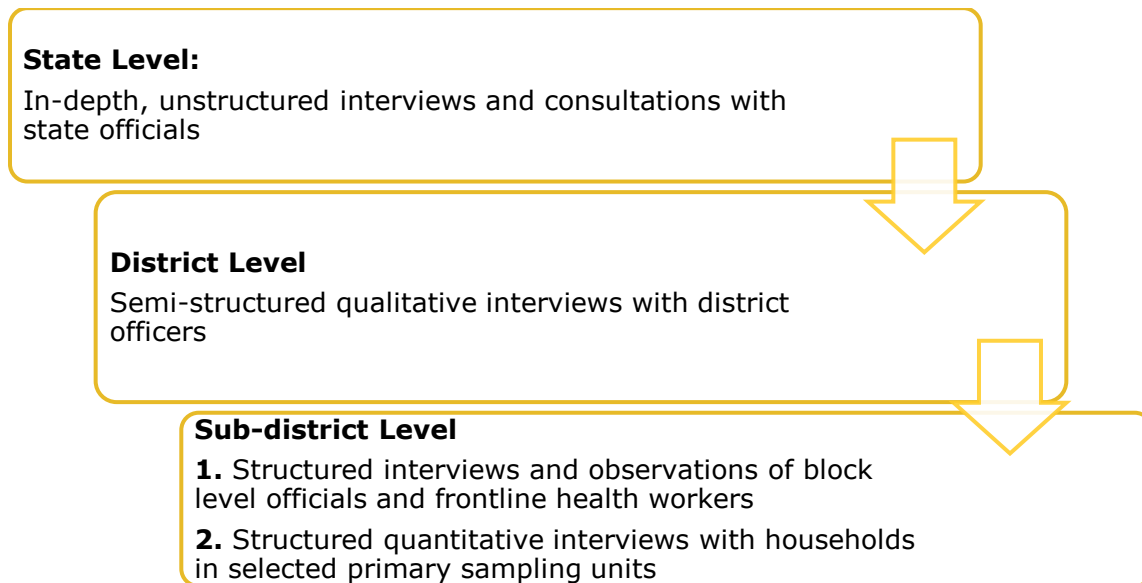 State Level:
In-depth, unstructured interviews and consultations with
state officials
District Level
Semi-structured qualitative interviews with district
officers
Sub-district Level
1. Structured interviews and observations of block
level officials and frontline health workers
2. Structured quantitative interviews with households
in selected primary sampling units